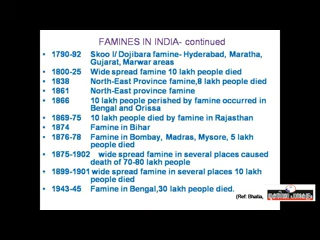 FAMINES IN INDIA- continued
• 1790-92 Skoo l/ Dojibara famine- Hyderabad, Maratha,
Gujarat, Marwar areas
• 1800-25 Wide spread famine 10 lakh people died
• 1838 North-East Province famine,8 lakh people died
• 1861 North-East province famine
• 1866 10 lakh people perished by famine occurred in
Bengal and Orissa
• 1869-75 10 lakh people died by famine in Rajasthan
• 1874 Famine in Bihar
• 1876-78 Famine in Bombay, Madras, Mysore, 5 lakh
people died
• 1875-1902 wide spread famine in several places caused
death of 70-80 lakh people
• 1899-1901 wide spread famine in several places 10 lakh
people died
• 1943-45 Famine in Bengal,30 lakh people died.
(Ref: Bhatia,